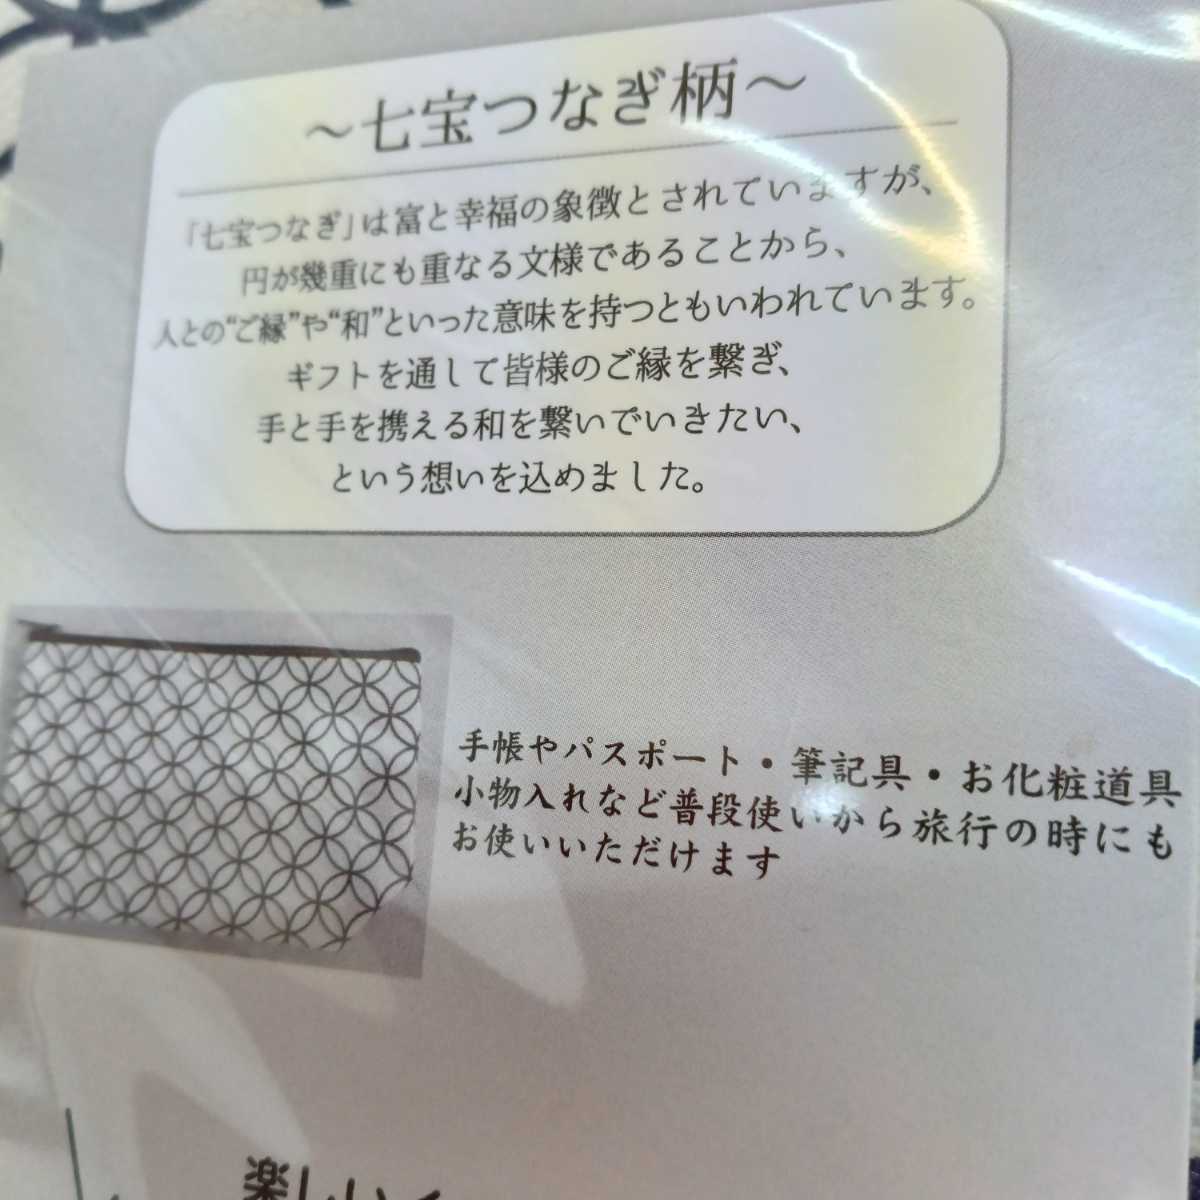 ～七宝つなぎ柄～
「七宝つなぎ」は富と幸福の象徴とされていますが、
円が幾重にも重なる文様であることから、
人との“ご縁”や“和”といった意味を持つともいわれています。
ギフトを通して皆様のご縁を繋ぎ、
手と手を携える和を繋いでいきたい、
という想いを込めました。
手帳やパスポート・筆記具・お化粧道具
小物入れなど普段使いから旅行の時にも
お使いいただけます
楽しい